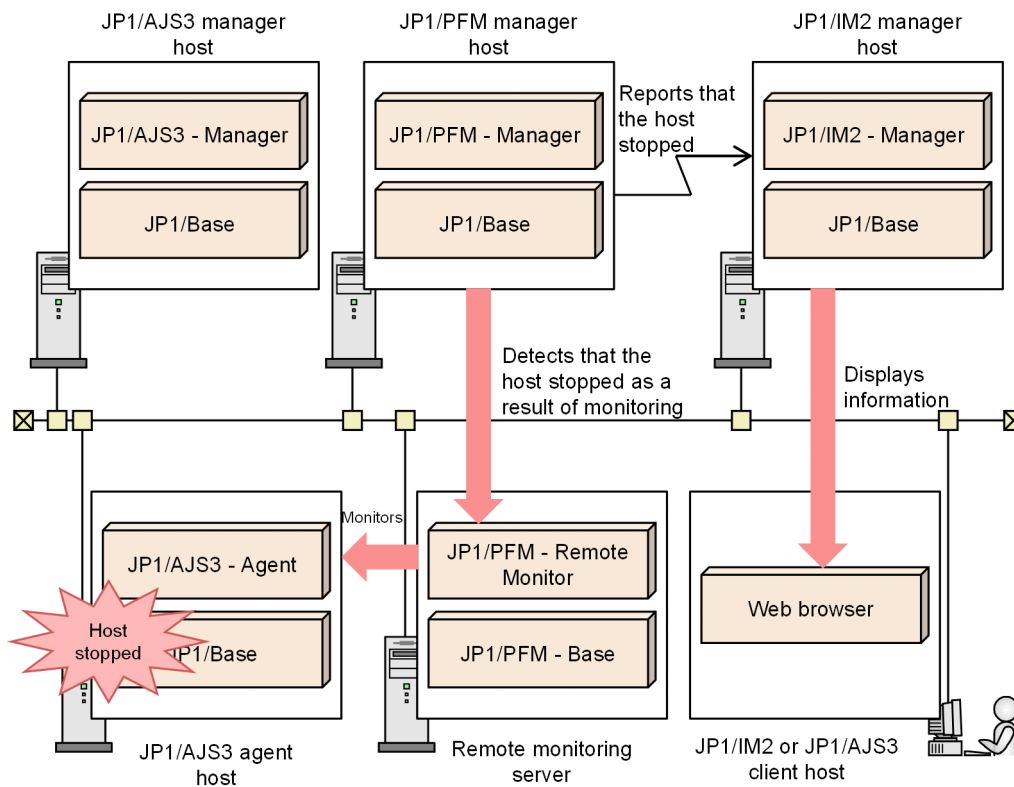 JP1/AJS3 manager
host
JP1/PFM manager
host
JP1/IM2 manager
host
JP1/AJS3 - Manager
JP1/Base
JP1/PFM - Manager
JP1/Base
Reports that
the host
stopped
JP1/IM2 - Manager
JP1/Base
Detects that the
host stopped as a
result of monitoring
Displays
information
JP1/AJS3 - Agent
JP1/Base
Host
stopped
Monitors
JP1/PFM - Remote
Monitor
JP1/PFM - Base
Web browser
JP1/AJS3 agent
host
Remote monitoring
server
JP1/IM2 or JP1/AJS3
client host